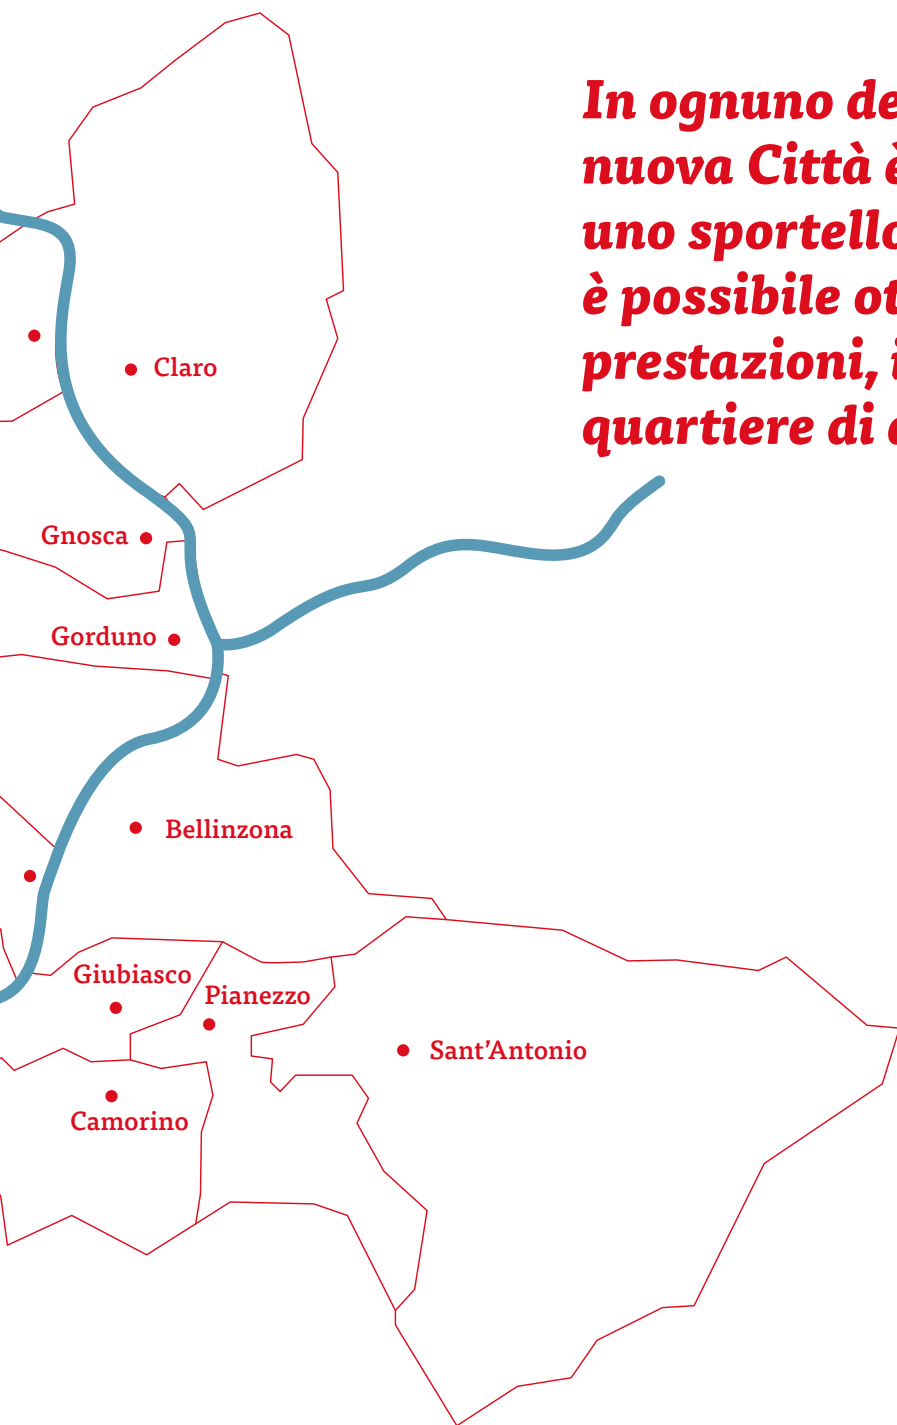 In ognuno de
nuova Città è
uno sportello
è possibile ot
prestazioni, i
quartiere di
Claro
Gnosca
Gorduno
Bellinzona
Giubiasco
Pianezzo
Sant’Antonio
Camorino